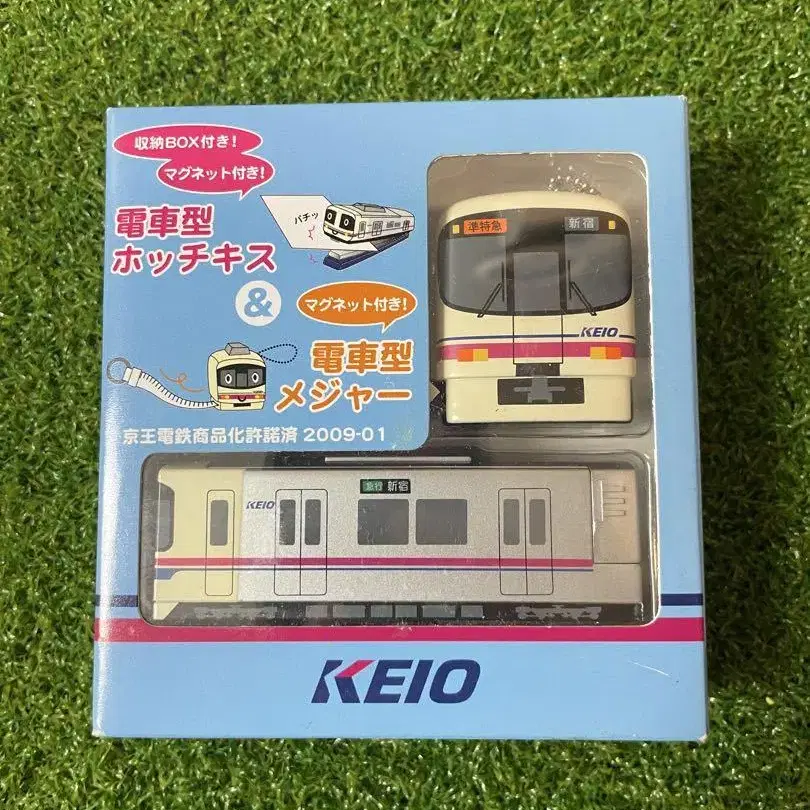 収納BOX付き!
マグネット付き!
電車型
ホッチキス
パチッ
&
マグネット付き!
電車型
メジャー
京王電鉄商品化許諾済 2009-01
準特急
新宿
KEIO
急行 新宿
KEIO
KEIO